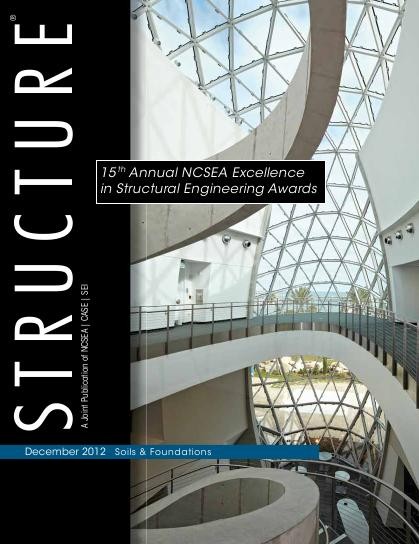 STRUCTURE®
A Joint Publication of NCSEA | CASE | SEI
15th Annual NCSEA Excellence
in Structural Engineering Awards
December 2012 Soils & Foundations